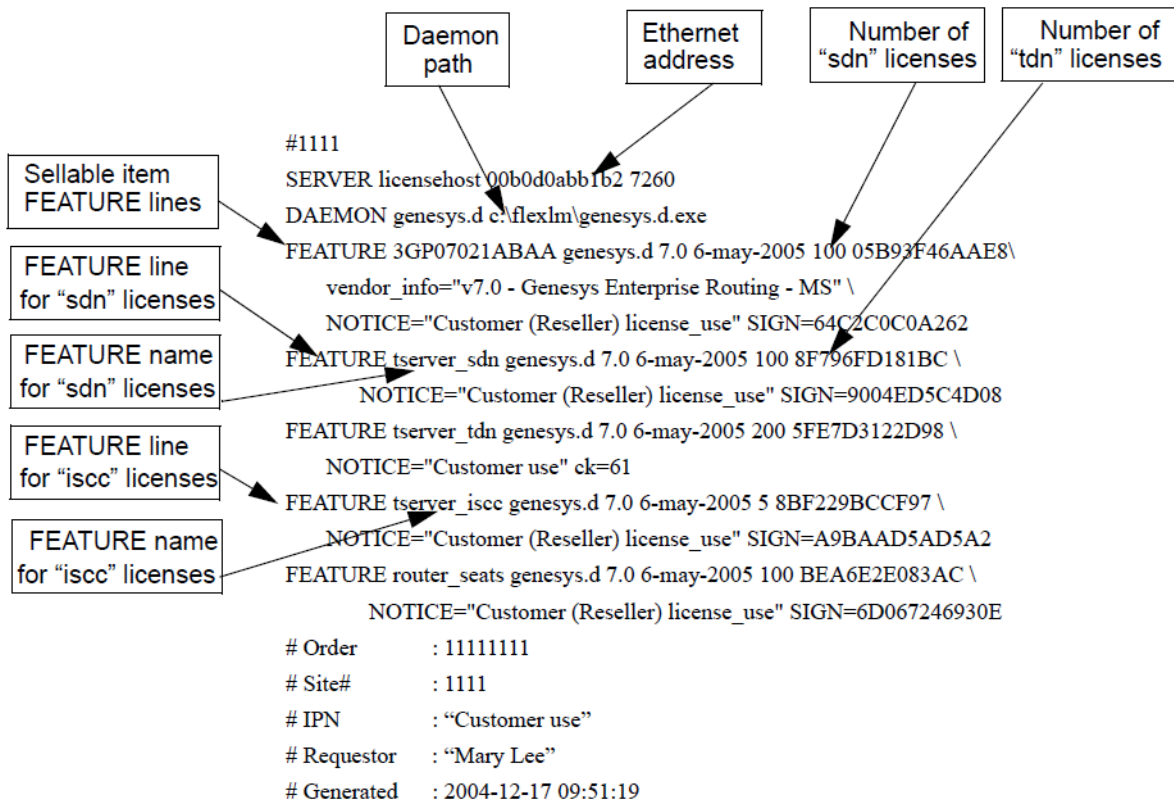 Daemon
path
Ethernet
address
Number of
“sdn” licenses
Number of
“tdn” licenses
Sellable item
FEATURE lines
FEATURE line
for “sdn” licenses
FEATURE name
for “sdn” licenses
FEATURE line
for “iscc” licenses
FEATURE name
for “iscc” licenses
#1111
SERVER licensehost 00b0d0abb1b2 7260
DAEMON genesys.d c:\flexlm\genesys.d.exe
FEATURE 3GP07021ABAA genesys.d 7.0 6-may-2005 100 05B93F46AAE8\
vendor_info="v7.0 - Genesys Enterprise Routing - MS" \
NOTICE="Customer (Reseller) license_use" SIGN=64C2C0C0A262
FEATURE tserver_sdn genesys.d 7.0 6-may-2005 100 8F796FD181BC \
NOTICE="Customer (Reseller) license_use" SIGN=9004ED5C4D08
FEATURE tserver_tdn genesys.d 7.0 6-may-2005 200 5FE7D3122D98 \
NOTICE="Customer use" ck=61
FEATURE tserver_iscc genesys.d 7.0 6-may-2005 5 8BF229BCCF97 \
NOTICE="Customer (Reseller) license_use" SIGN=A9BAAD5AD5A2
FEATURE router_seats genesys.d 7.0 6-may-2005 100 BEA6E2E083AC \
NOTICE="Customer (Reseller) license_use" SIGN=6D067246930E
# Order : 11111111
# Site# : 1111
# IPN : “Customer use”
# Requestor : “Mary Lee”
# Generated : 2004-12-17 09:51:19